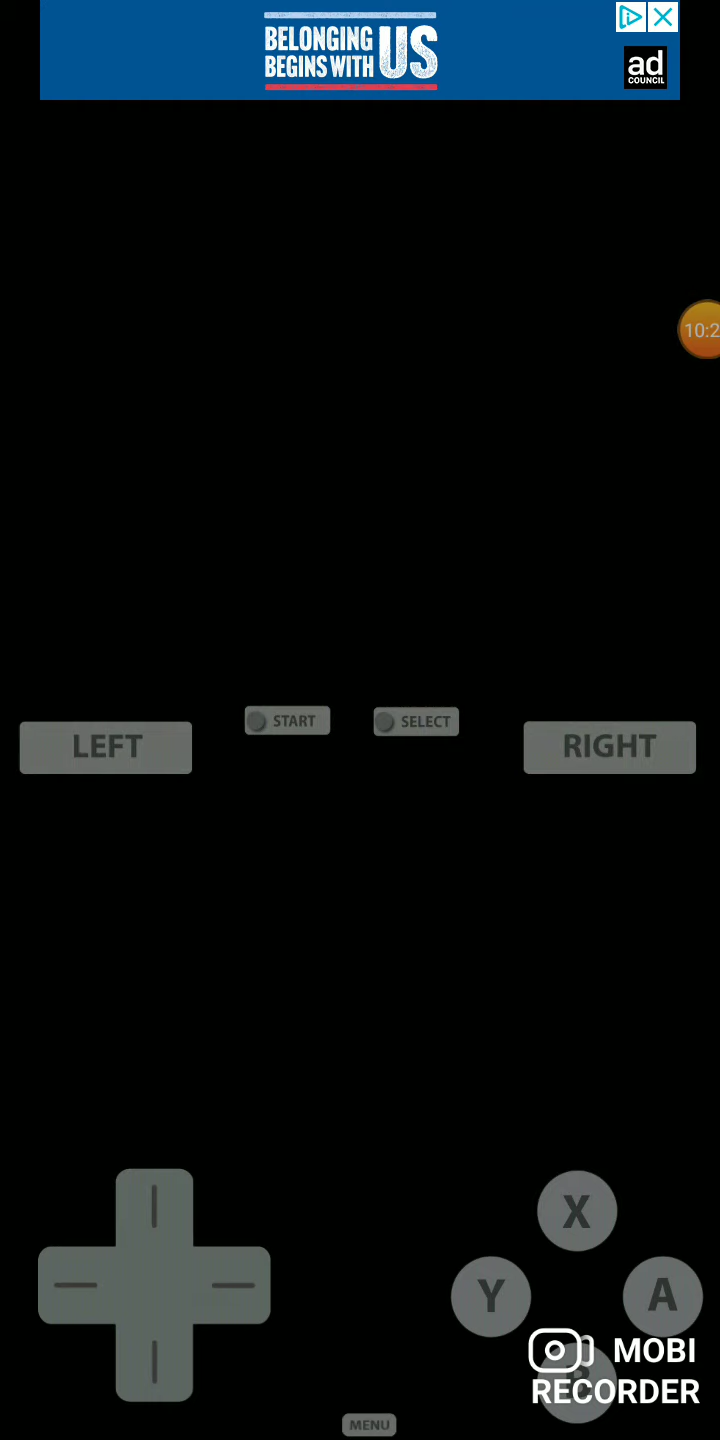 BELONGING
BEGINS WITH US
ad
COUNCIL
10:2
START
SELECT
LEFT
RIGHT
X
Y
A
B
MOBI
RECORDER
MENU